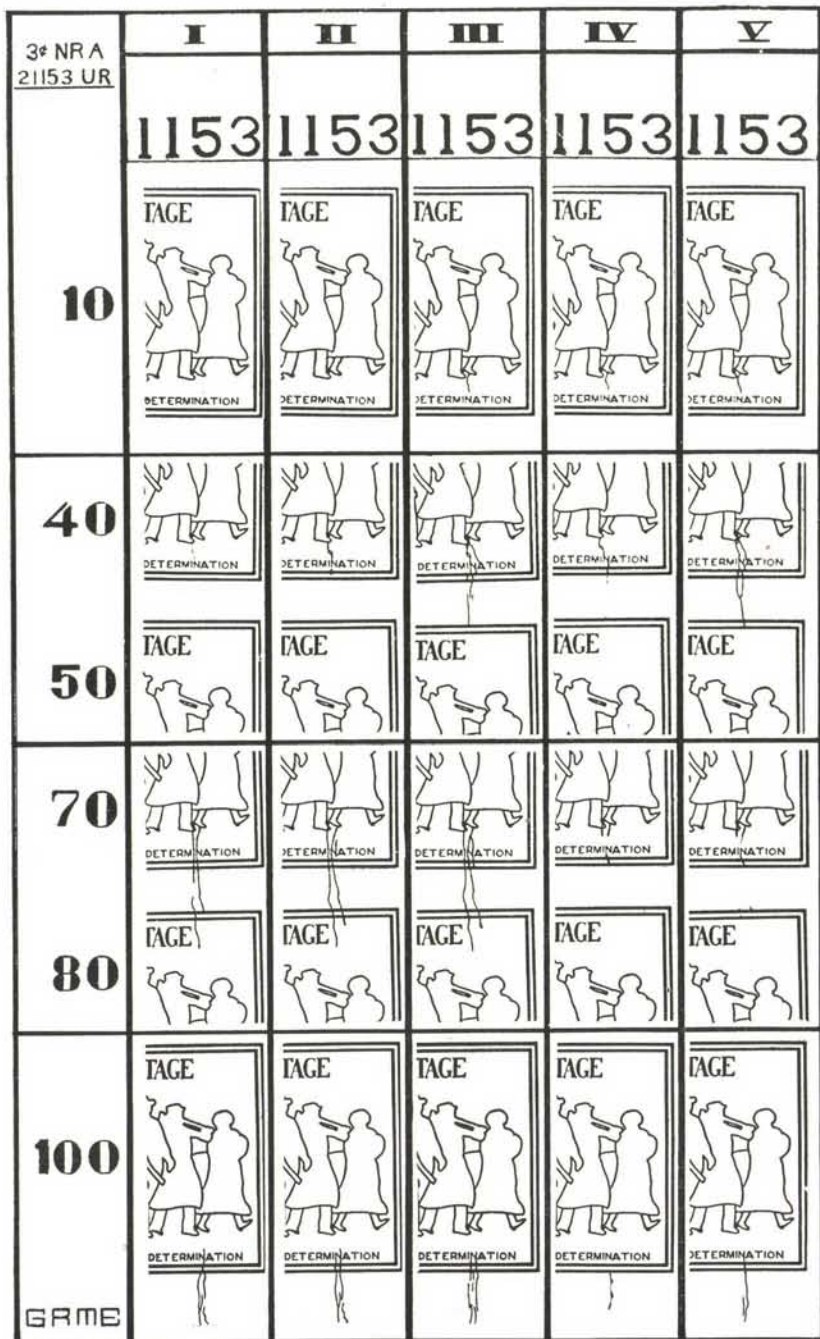 3¢ NRA I II III IV V
21153 UR
1153 1153 1153 1153 1153
TAGE TAGE TAGE TAGE TAGE
10
DETERMINATION DETERMINATION DETERMINATION DETERMINATION DETERMINATION
40
DETERMINATION DETERMINATION DETERMINATION DETERMINATION DETERMINATION
TAGE TAGE TAGE TAGE TAGE
50
70
DETERMINATION DETERMINATION DETERMINATION DETERMINATION DETERMINATION
TAGE TAGE TAGE TAGE TAGE
80
TAGE TAGE TAGE TAGE TAGE
100
DETERMINATION DETERMINATION DETERMINATION DETERMINATION DETERMINATION
GRME